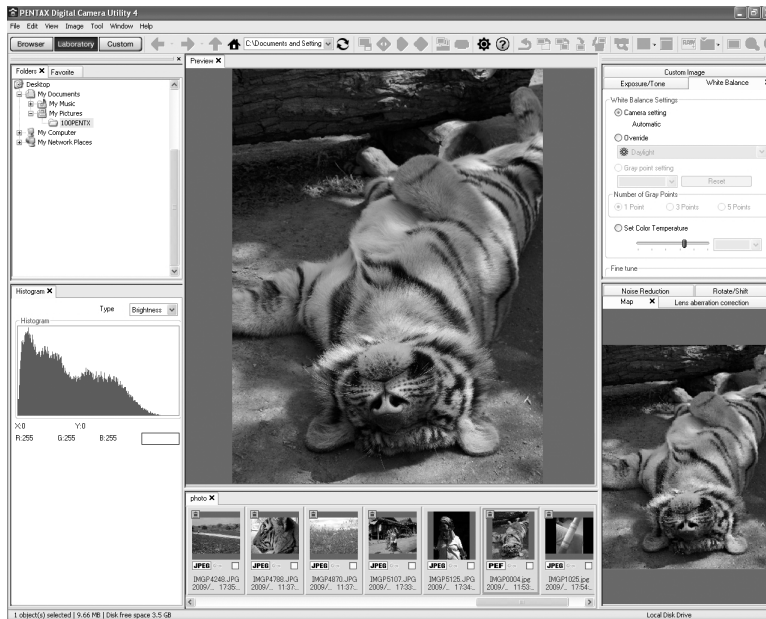 PENTAX Digital Camera Utility 4
File Edit View Image Tool Window Help
Browser Laboratory Custom C:\Documents and Setting
Folders Favorite
Desktop
My Documents
My Music
My Pictures
100PENTX
My Computer
My Network Places
Histogram
Type Brightness
Histogram
X:0 Y:0
R:255 G:255 B:255
Preview
photo
JPEG JPEG JPEG JPEG JPEG PEF JPEG
IMGP4248.JPG IMGP4788.JPG IMGP4870.JPG IMGP5107.JPG IMGP5125.JPG IMGP0004.jpg IMGP1025.jpg
2009/... 17:35... 2009/... 11:37... 2009/... 11:37... 2009/... 17:33... 2009/... 17:34... 2009/... 11:53... 2009/... 17:54...
Custom Image
Exposure/Tone White Balance
White Balance Settings
Camera setting
Automatic
Override
Daylight
Gray point setting
Reset
Number of Gray Points
1 Point 3 Points 5 Points
Set Color Temperature
Fine tune
Noise Reduction Rotate/Shift
Map Lens aberration correction
1 object(s) selected | 9.66 MB | Disk free space 3.5 GB
Local Disk Drive